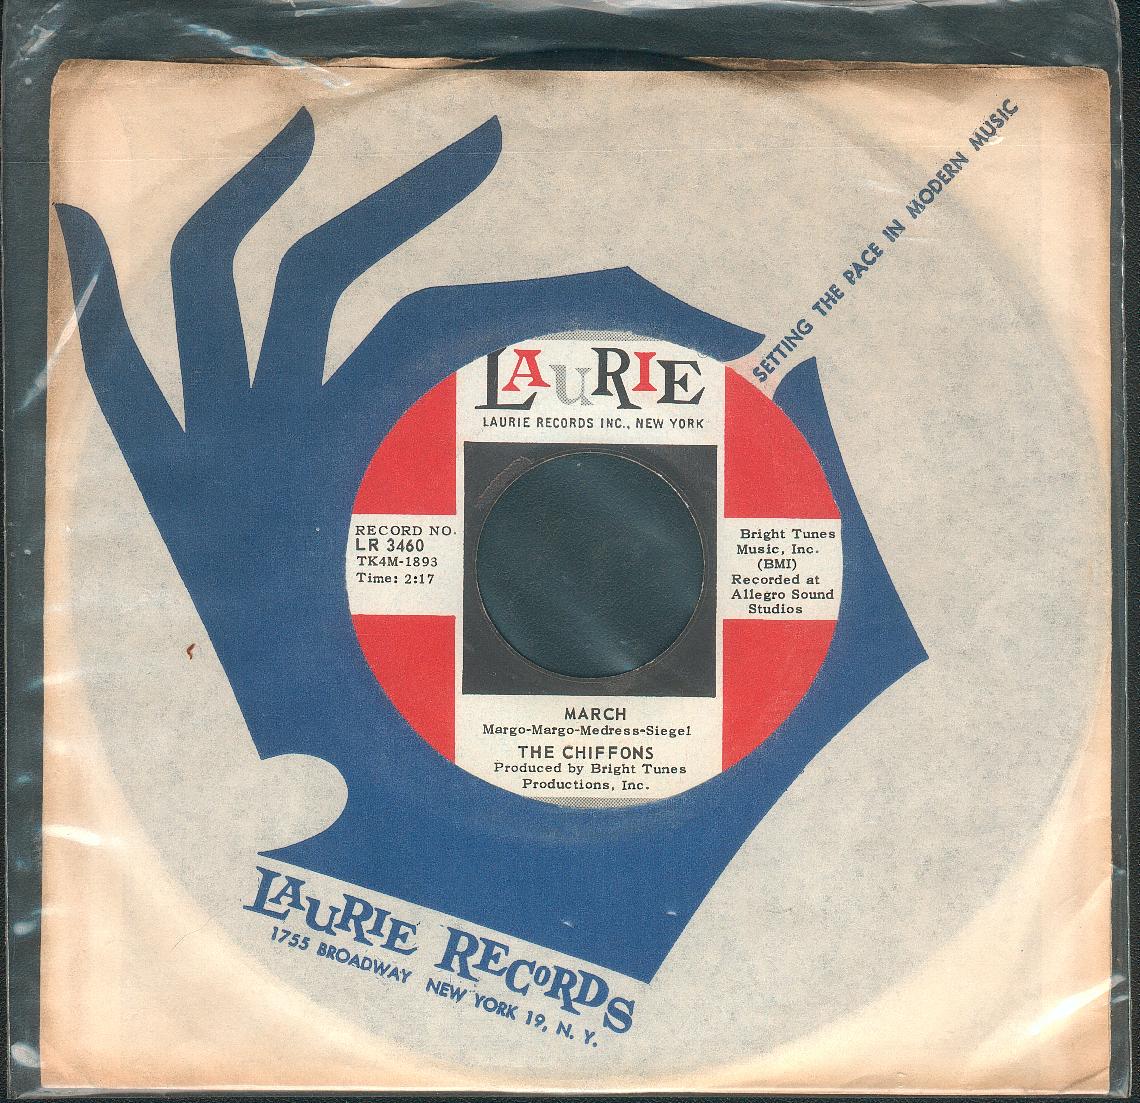 SETTING THE PACE IN MODERN MUSIC
LAURIE
LAURIE RECORDS INC., NEW YORK
RECORD NO.
LR 3460
TK4M-1893
Time: 2:17
Bright Tunes
Music, Inc.
(BMI)
Recorded at
Allegro Sound
Studios
MARCH
Margo-Margo-Medress-Siegel
THE CHIFFONS
Produced by Bright Tunes
Productions, Inc.
LAURIE RECORDS
1755 BROADWAY NEW YORK 19, N. Y.